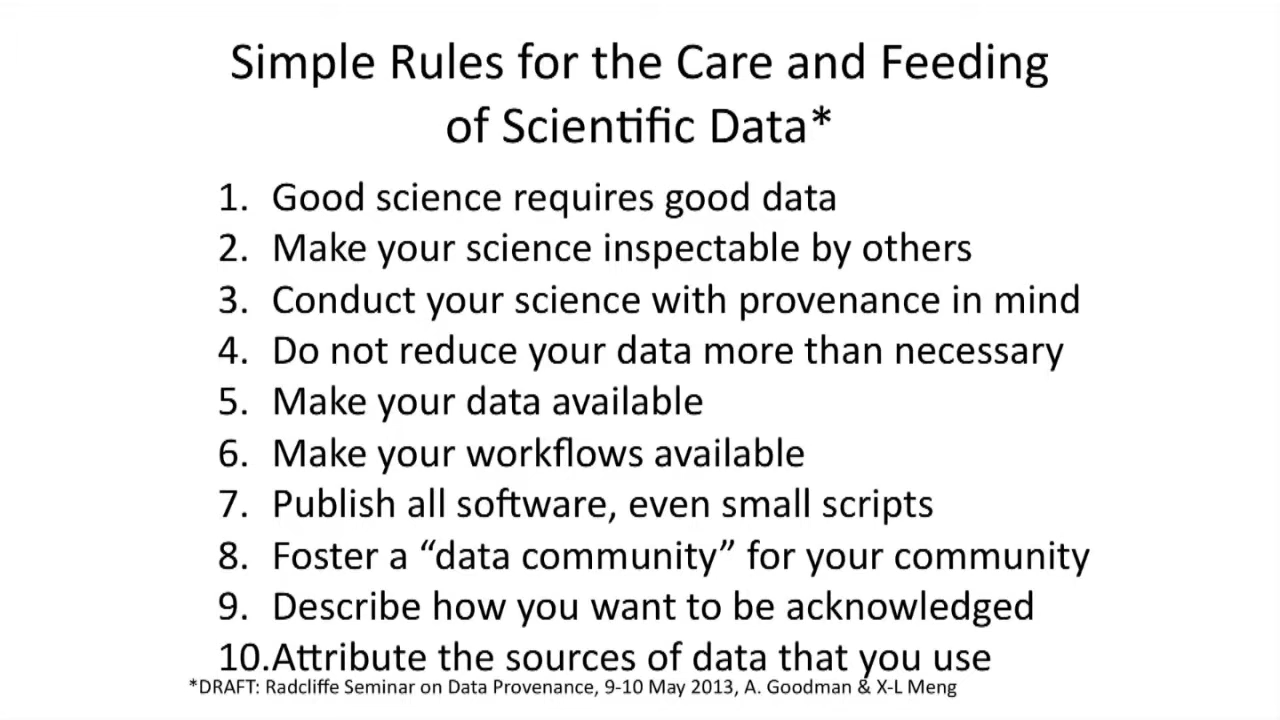 Simple Rules for the Care and Feeding
of Scientific Data*
1. Good science requires good data
2. Make your science inspectable by others
3. Conduct your science with provenance in mind
4. Do not reduce your data more than necessary
5. Make your data available
6. Make your workflows available
7. Publish all software, even small scripts
8. Foster a “data community” for your community
9. Describe how you want to be acknowledged
10.Attribute the sources of data that you use
*DRAFT: Radcliffe Seminar on Data Provenance, 9-10 May 2013, A. Goodman & X-L Meng